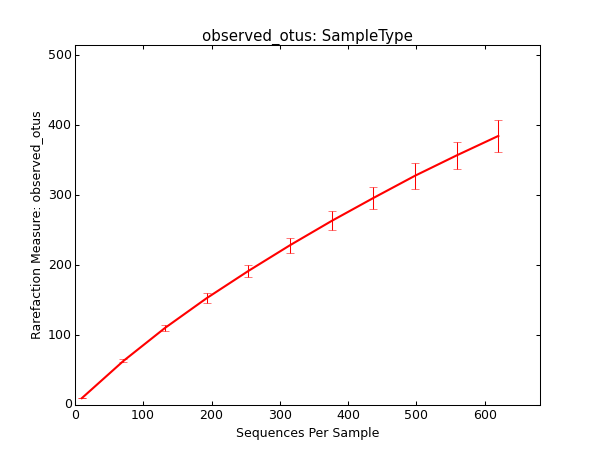 observed_otus: SampleType
500
400
300
200
100
0
0 100 200 300 400 500 600
Sequences Per Sample
Rarefaction Measure: observed_otus